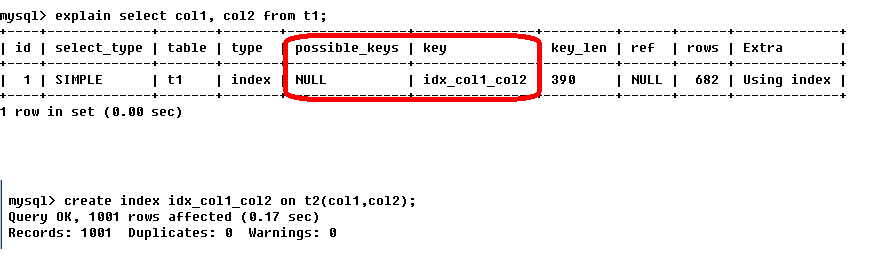 mysql> explain select col1, col2 from t1;
+----+-------------+-------+-------+---------------+---------------+---------+------+------+-------------+
| id | select_type | table | type | possible_keys | key | key_len | ref | rows | Extra |
+----+-------------+-------+-------+---------------+---------------+---------+------+------+-------------+
| 1 | SIMPLE | t1 | index | NULL | idx_col1_col2 | 390 | NULL | 682 | Using index |
+----+-------------+-------+-------+---------------+---------------+---------+------+------+-------------+
1 row in set (0.00 sec)
mysql> create index idx_col1_col2 on t2(col1,col2);
Query OK, 1001 rows affected (0.17 sec)
Records: 1001 Duplicates: 0 Warnings: 0